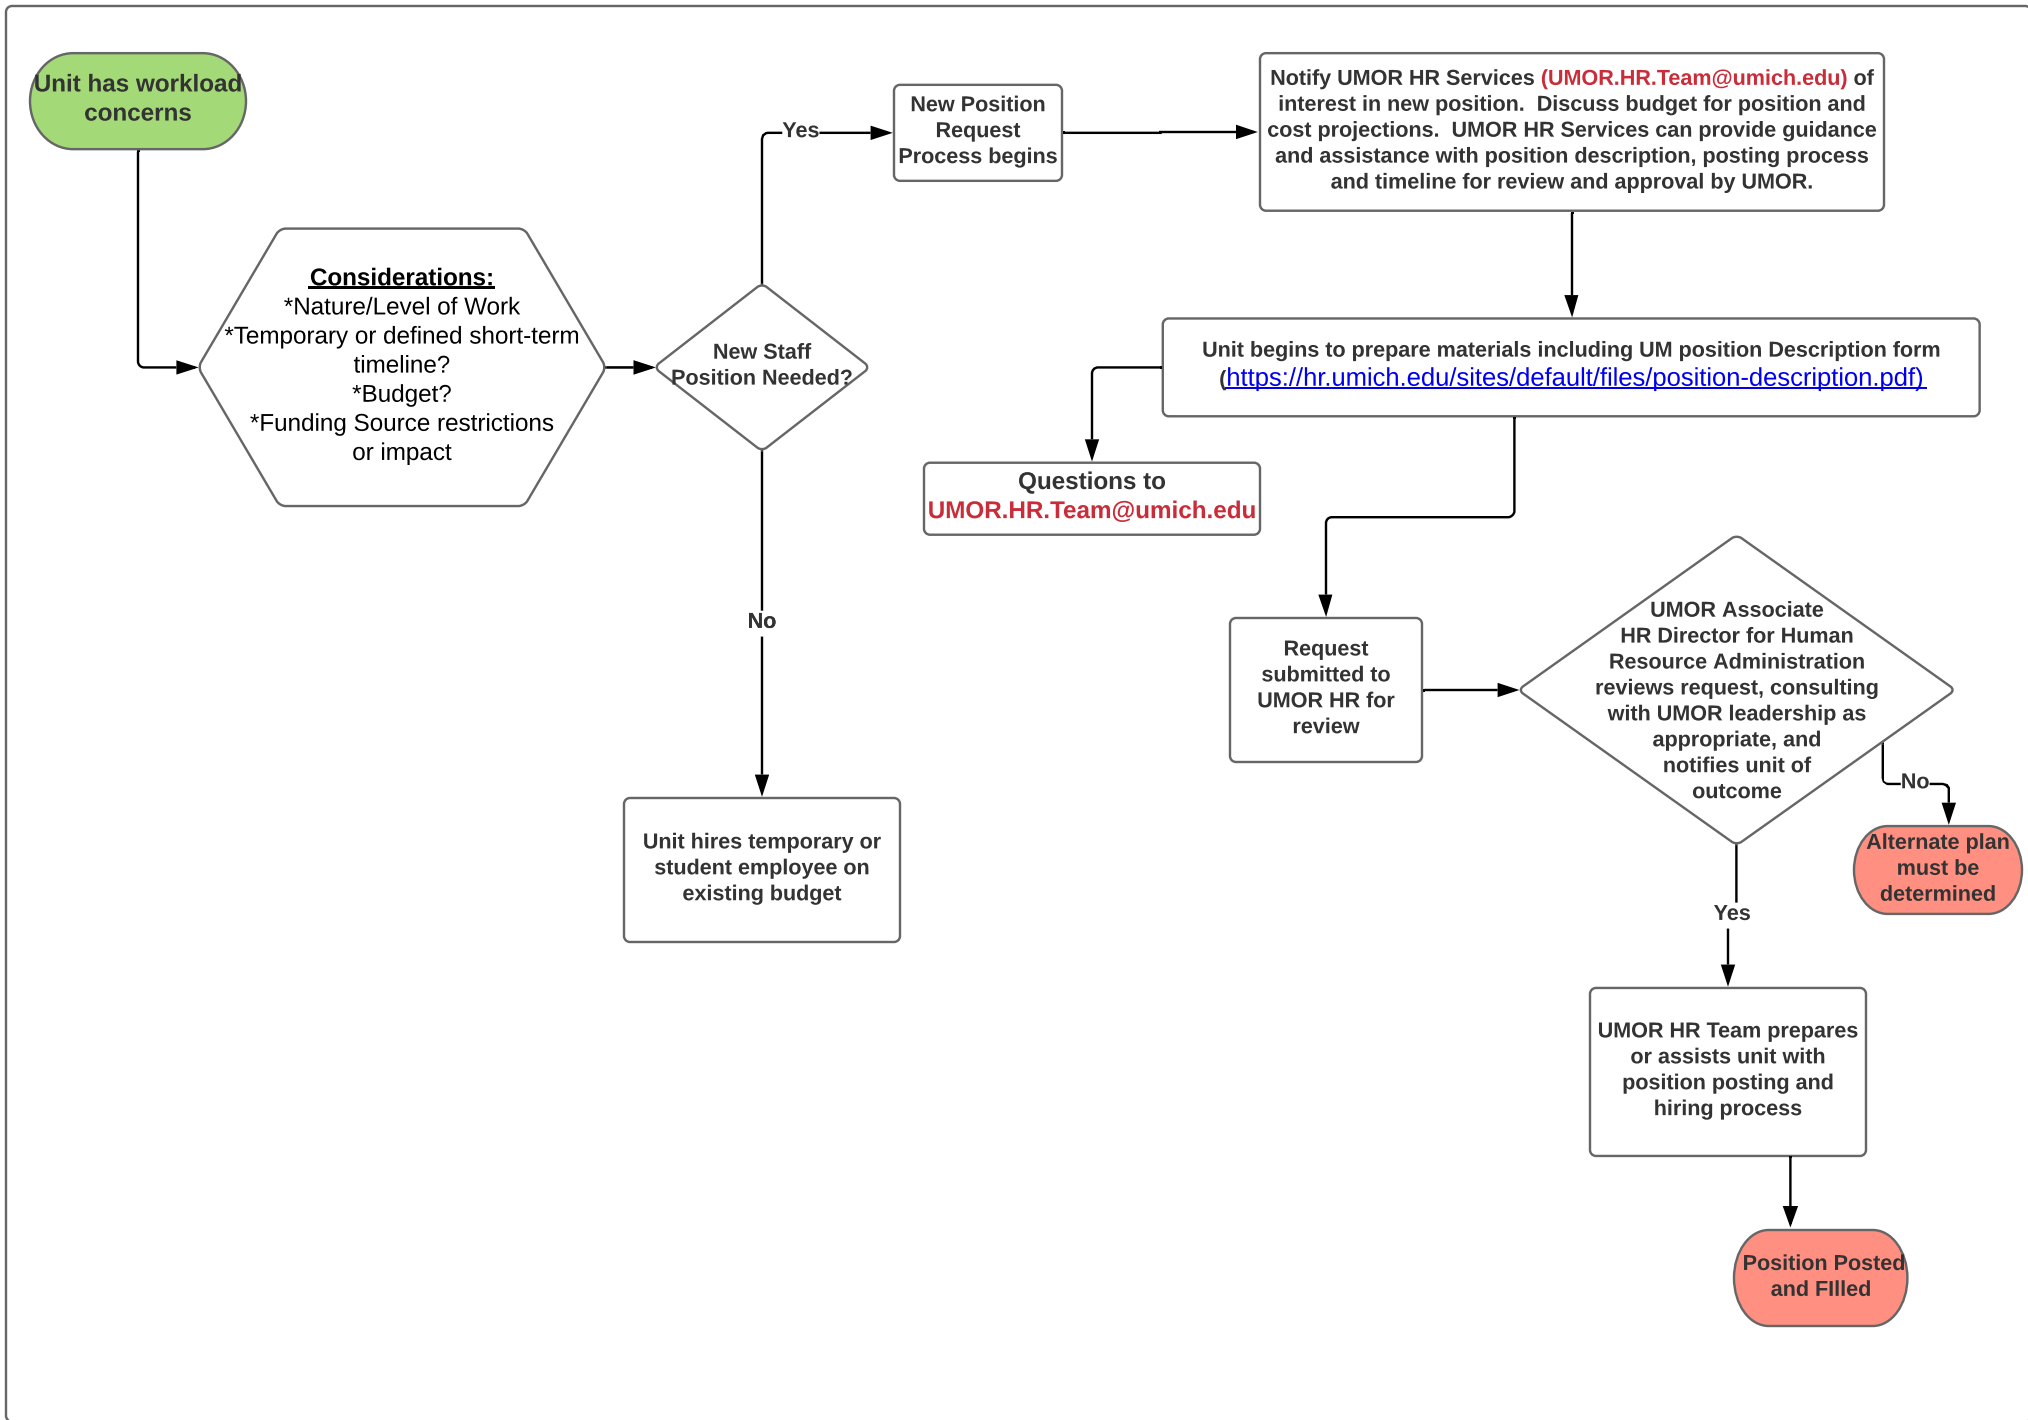 Unit has workload
concerns
Considerations:
*Nature/Level of Work
*Temporary or defined short-term
timeline?
*Budget?
*Funding Source restrictions
or impact
New Staff
Position Needed?
Yes
New Position
Request
Process begins
Notify UMOR HR Services (UMOR.HR.Team@umich.edu) of
interest in new position.  Discuss budget for position and
cost projections.  UMOR HR Services can provide guidance
and assistance with position description, posting process
and timeline for review and approval by UMOR.
Unit begins to prepare materials including UM position Description form
(https://hr.umich.edu/sites/default/files/position-description.pdf)
Questions to
UMOR.HR.Team@umich.edu
No
Unit hires temporary or
student employee on
existing budget
Request
submitted to
UMOR HR for
review
UMOR Associate
HR Director for Human
Resource Administration
reviews request, consulting
with UMOR leadership as
appropriate, and
notifies unit of
outcome
No
Alternate plan
must be
determined
Yes
UMOR HR Team prepares
or assists unit with
position posting and
hiring process
Position Posted
and FIlled